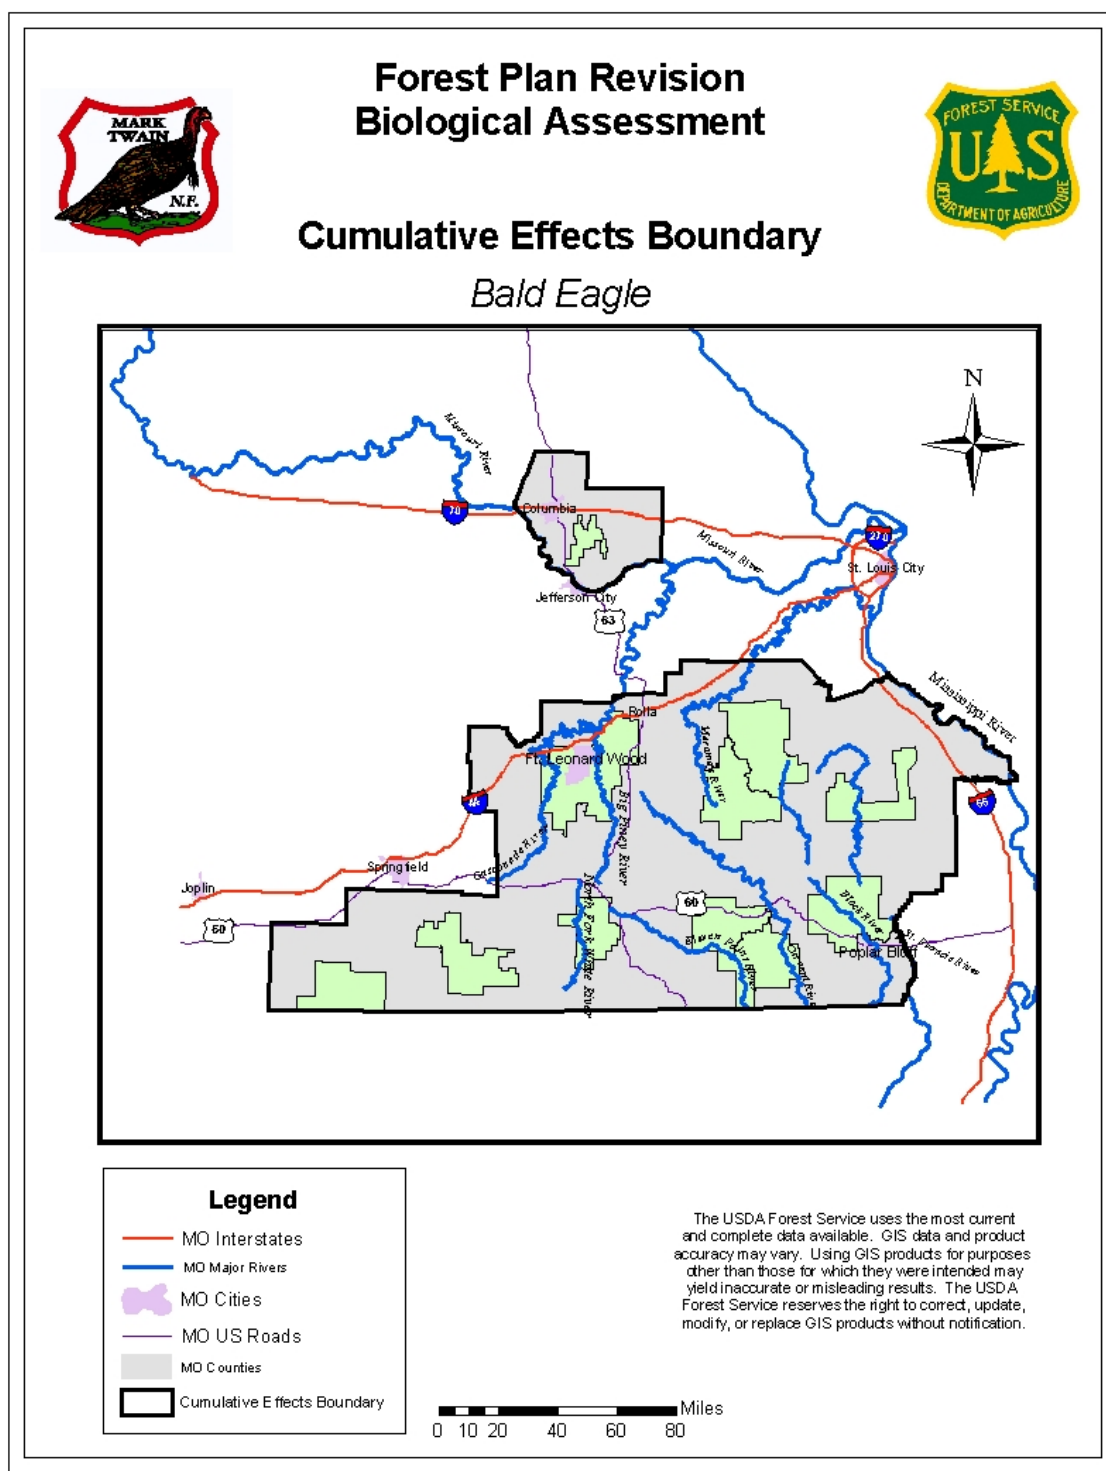 Forest Plan Revision
Biological Assessment
MARK
TWAIN
N.F.
FOREST SERVICE
US
DEPARTMENT OF AGRICULTURE
Cumulative Effects Boundary
Bald Eagle
N
Missouri River
70
Columbia
Missouri River
270
St. Louis City
Jefferson City
63
Mississippi River
Rolla
Meramec River
Ft. Leonard Wood
44
55
Big Piney River
Gasconade River
Springfield
Joplin
60
North Fork White River
60
Eleven Point River
Current River
Black River
Poplar Bluff
St. Francis River
Legend
MO Interstates
MO Major Rivers
MO Cities
MO US Roads
MO Counties
Cumulative Effects Boundary
The USDA Forest Service uses the most current
and complete data available. GIS data and product
accuracy may vary. Using GIS products for purposes
other than those for which they were intended may
yield inaccurate or misleading results. The USDA
Forest Service reserves the right to correct, update,
modify, or replace GIS products without notification.
Miles
0 10 20 40 60 80